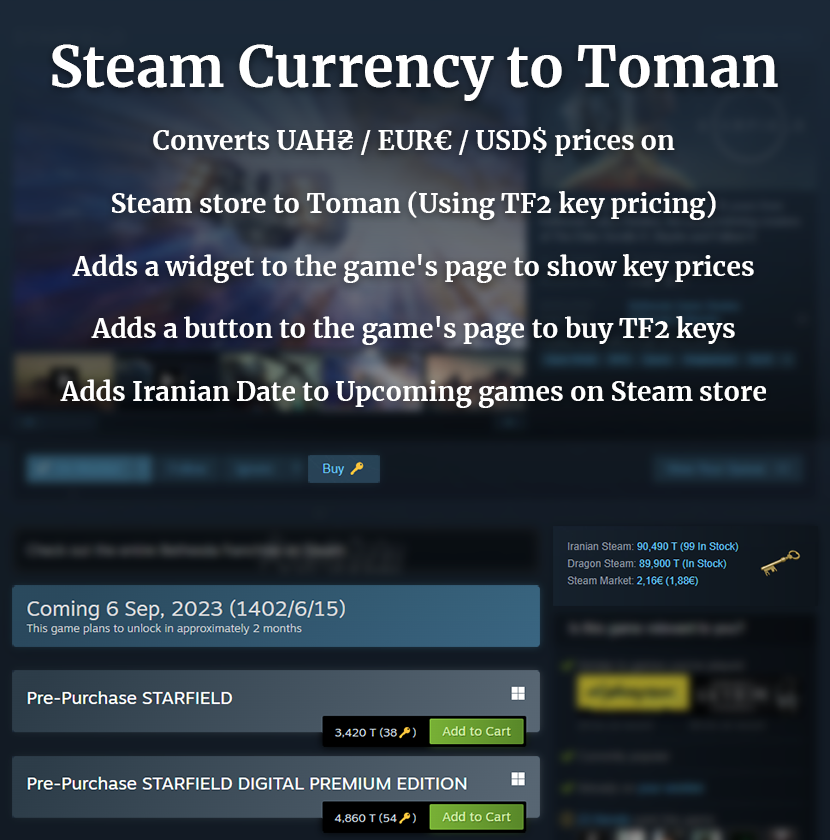 Steam Currency to Toman
Converts UAH₴ / EUR€ / USD$ prices on
Steam store to Toman (Using TF2 key pricing)
Adds a widget to the game's page to show key prices
Adds a button to the game's page to buy TF2 keys
Adds Iranian Date to Upcoming games on Steam store
Buy 🔑
Iranian Steam: 90,490 T (99 In Stock)
Dragon Steam: 89,900 T (In Stock)
Steam Market: 2,16€ (1,88€)
Coming 6 Sep, 2023 (1402/6/15)
This game plans to unlock in approximately 2 months
Pre-Purchase STARFIELD
3,420 T (38🔑)
Add to Cart
Pre-Purchase STARFIELD DIGITAL PREMIUM EDITION
4,860 T (54🔑)
Add to Cart